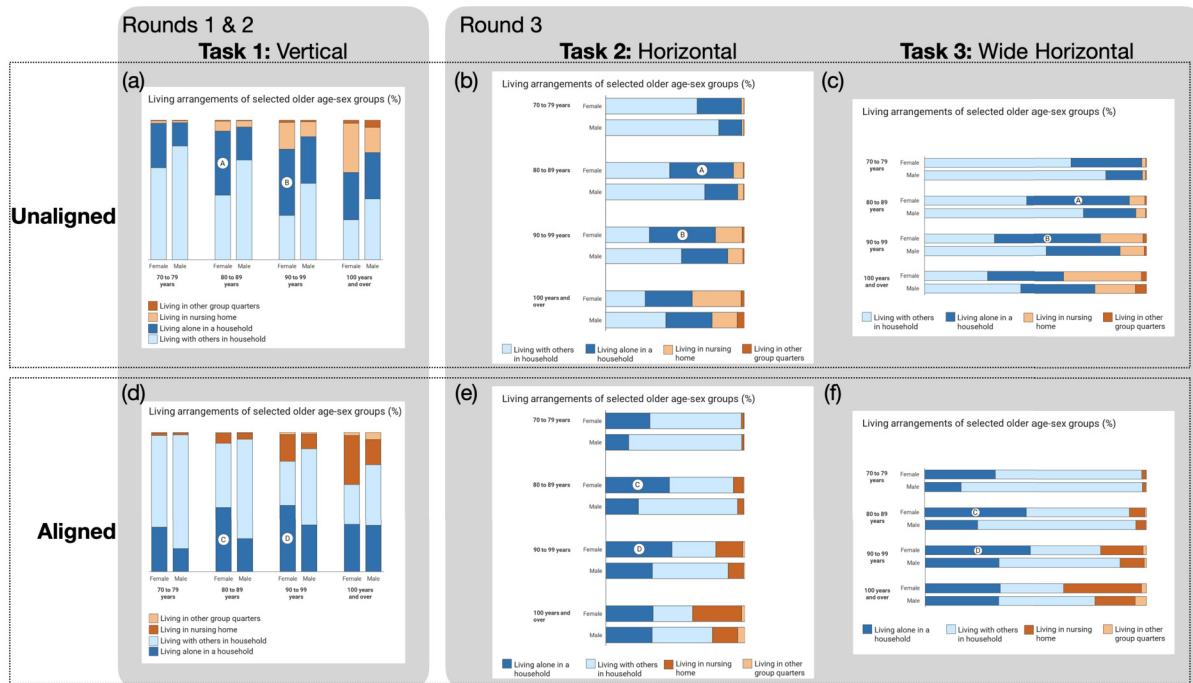 Rounds 1 & 2
Task 1: Vertical
Round 3
Task 2: Horizontal
Task 3: Wide Horizontal
Unaligned
(a)
Living arrangements of selected older age-sex groups (%)
A
B
Female Male Female Male Female Male Female Male
70 to 79 years
80 to 89 years
90 to 99 years
100 years and over
Living in other group quarters
Living in nursing home
Living alone in a household
Living with others in household
(b)
Living arrangements of selected older age-sex groups (%)
70 to 79 years Female
Male
80 to 89 years Female A
Male
90 to 99 years Female B
Male
100 years and over Female
Male
Living with others in household
Living alone in a household
Living in nursing home
Living in other group quarters
(c)
Living arrangements of selected older age-sex groups (%)
70 to 79 years Female
Male
80 to 89 years Female A
Male
90 to 99 years Female B
Male
100 years and over Female
Male
Living with others in household
Living alone in a household
Living in nursing home
Living in other group quarters
Aligned
(d)
Living arrangements of selected older age-sex groups (%)
C
D
Female Male Female Male Female Male Female Male
70 to 79 years
80 to 89 years
90 to 99 years
100 years and over
Living in other group quarters
Living in nursing home
Living with others in household
Living alone in household
(e)
Living arrangements of selected older age-sex groups (%)
70 to 79 years Female
Male
80 to 89 years Female C
Male
90 to 99 years Female D
Male
100 years and over Female
Male
Living alone in a household
Living with others in household
Living in nursing home
Living in other group quarters
(f)
Living arrangements of selected older age-sex groups (%)
70 to 79 years Female
Male
80 to 89 years Female C
Male
90 to 99 years Female D
Male
100 years and over Female
Male
Living alone in a household
Living with others in household
Living in nursing home
Living in other group quarters